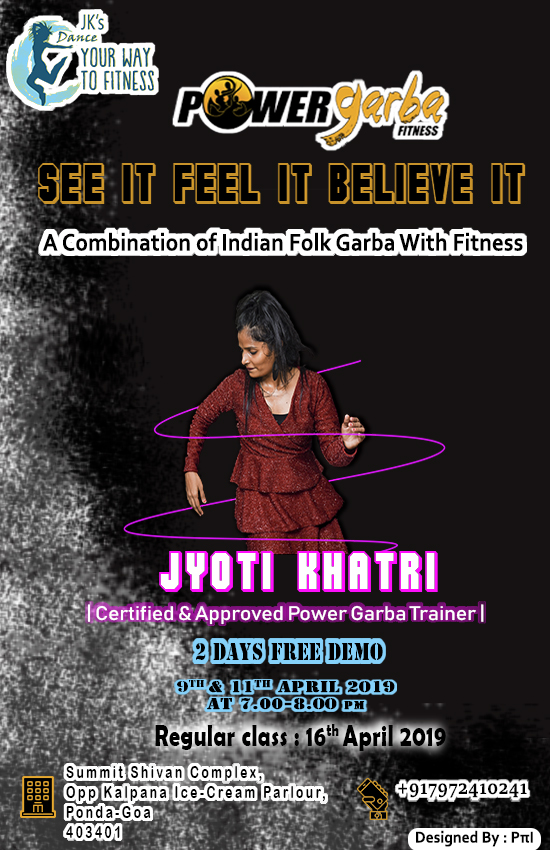 JK's
Dance
YOUR WAY
TO FITNESS
POWER garba
FITNESS
SEE IT FEEL IT BELIEVE IT
A Combination of Indian Folk Garba With Fitness
JYOTI KHATRI
| Certified & Approved Power Garba Trainer |
2 DAYS FREE DEMO
9TH & 11TH APRIL 2019
AT 7.00-8.00 PM
Regular class : 16th April 2019
Summit Shivan Complex,
Opp Kalpana Ice-Cream Parlour,
Ponda-Goa
403401
+917972410241
Designed By : Pπl